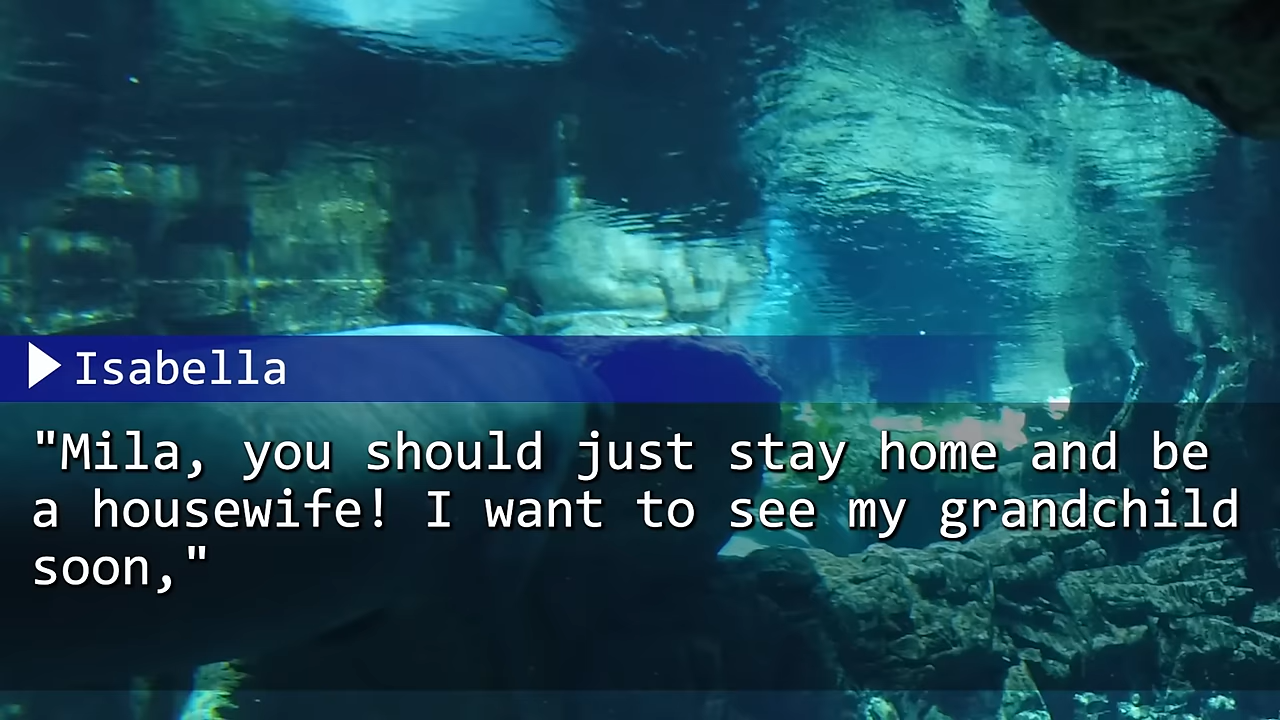 Isabella
"Mila, you should just stay home and be
a housewife! I want to see my grandchild
soon,"